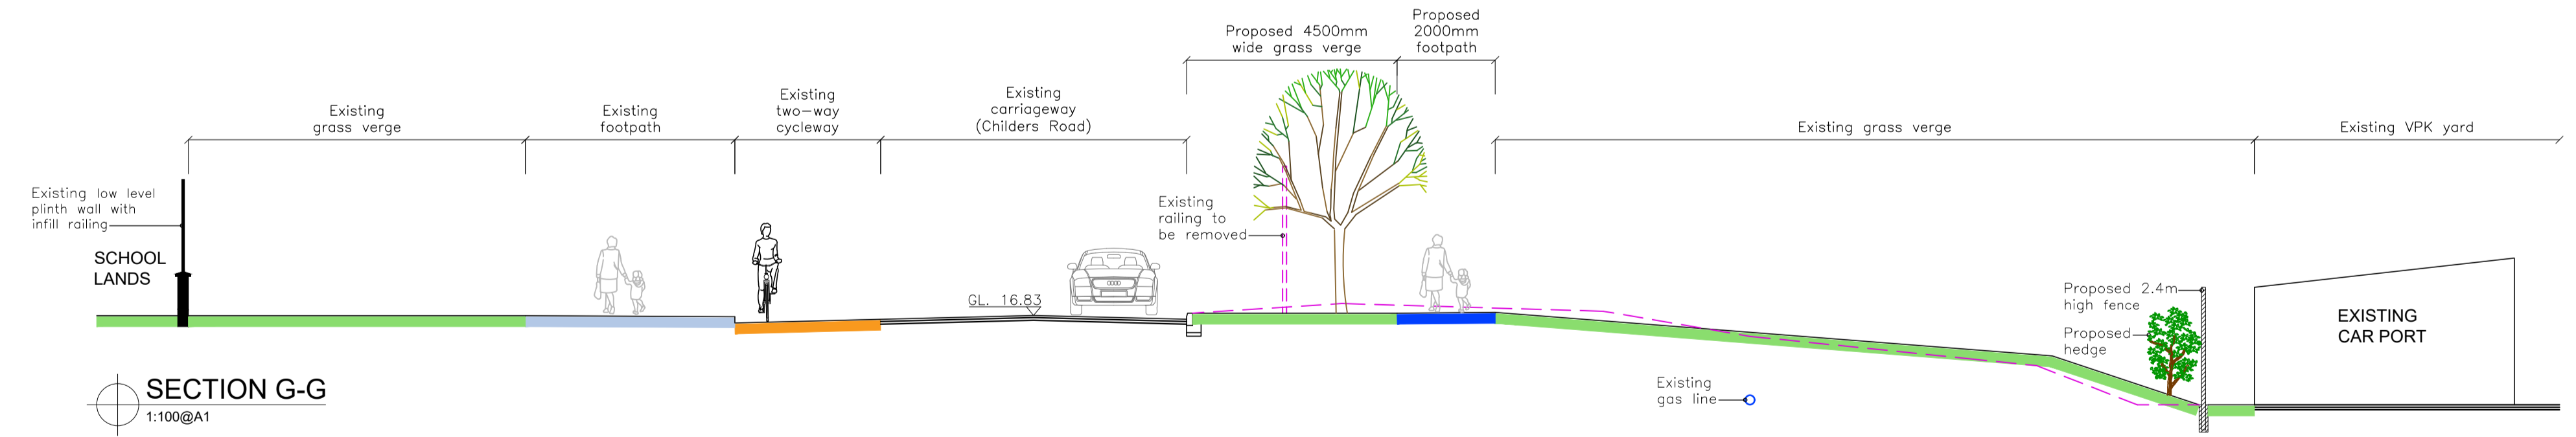 Proposed 4500mm
wide grass verge
Proposed
2000mm
footpath
Existing
grass verge
Existing
footpath
Existing
two-way
cycleway
Existing
carriageway
(Childers Road)
Existing grass verge
Existing VPK yard
Existing low level
plinth wall with
infill railing
SCHOOL
LANDS
GL. 16.83
Existing
railing to
be removed
Proposed 2.4m
high fence
Proposed
hedge
EXISTING
CAR PORT
Existing
gas line
SECTION G-G
1:100@A1